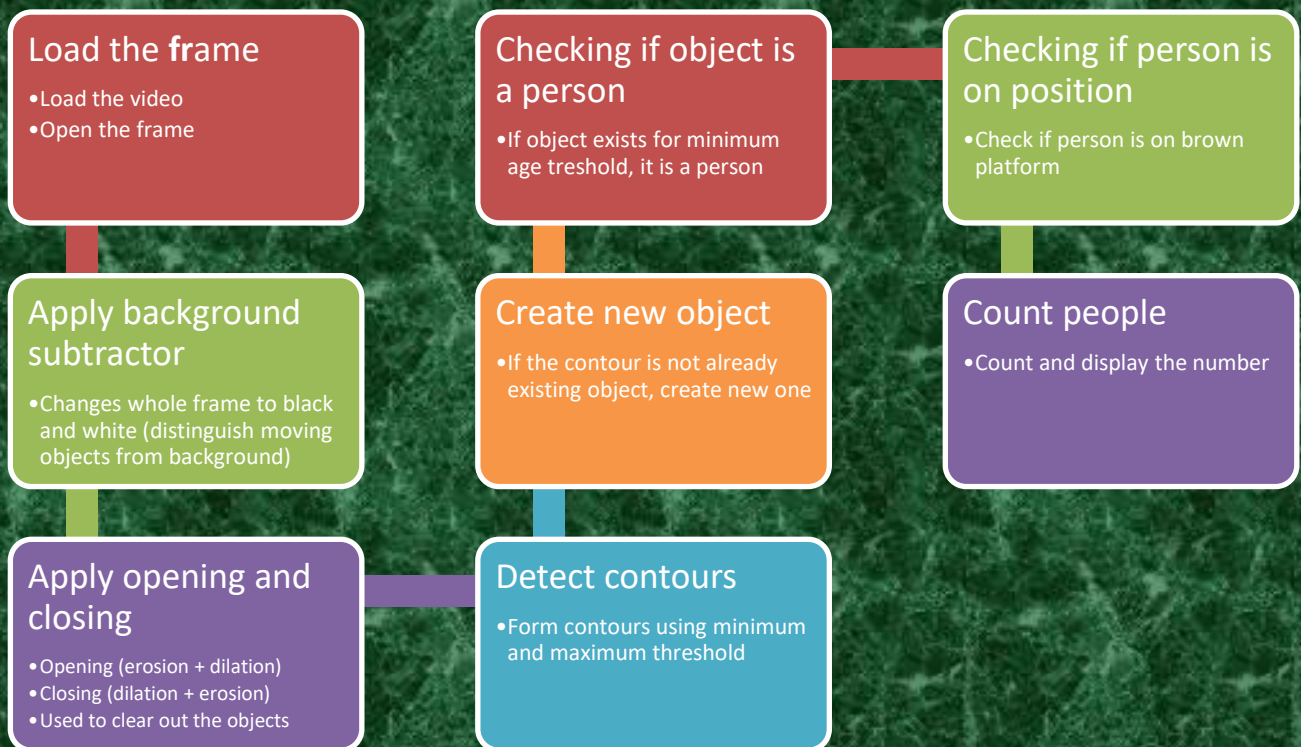 Load the frame
•Load the video
•Open the frame
Apply background
subtractor
•Changes whole frame to black
and white (distinguish moving
objects from background)
Apply opening and
closing
•Opening (erosion + dilation)
•Closing (dilation + erosion)
•Used to clear out the objects
Detect contours
•Form contours using minimum
and maximum threshold
Create new object
•If the contour is not already
existing object, create new one
Checking if object is
a person
•If object exists for minimum
age treshold, it is a person
Checking if person is
on position
•Check if person is on brown
platform
Count people
•Count and display the number